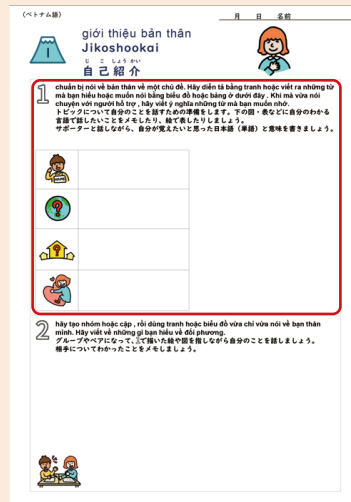 （ベトナム語）
月 日 名前
1
giới thiệu bản thân
Jikoshookai
じ こ しょう かい
自己紹介
1
chuẩn bị nói về bản thân về một chủ đề. Hãy diễn tả bằng tranh hoặc viết ra những từ
mà bạn hiểu hoặc muốn nói bằng biểu đồ hoặc bảng ở dưới đây . Khi mà vừa nói
chuyện với người hỗ trợ , hãy viết ý nghĩa những từ mà bạn muốn nhớ.
トピックについて自分のことを話すための準備をします。下の図・表などに自分のわかる
言語で話したいことをメモしたり、絵で表したりしましょう。
サポーターと話しながら、自分が覚えたいと思った日本語（単語）と意味を書きましょう。
?
?
2
hãy tạo nhóm hoặc cặp , rồi dùng tranh hoặc biểu đồ vừa chỉ vừa nói về bạn thân
mình. Hãy viết về những gì bạn hiểu về đối phương.
グループやペアになって、1で描いた絵や図を指しながら自分のことを話しましょう。
相手についてわかったことをメモしましょう。